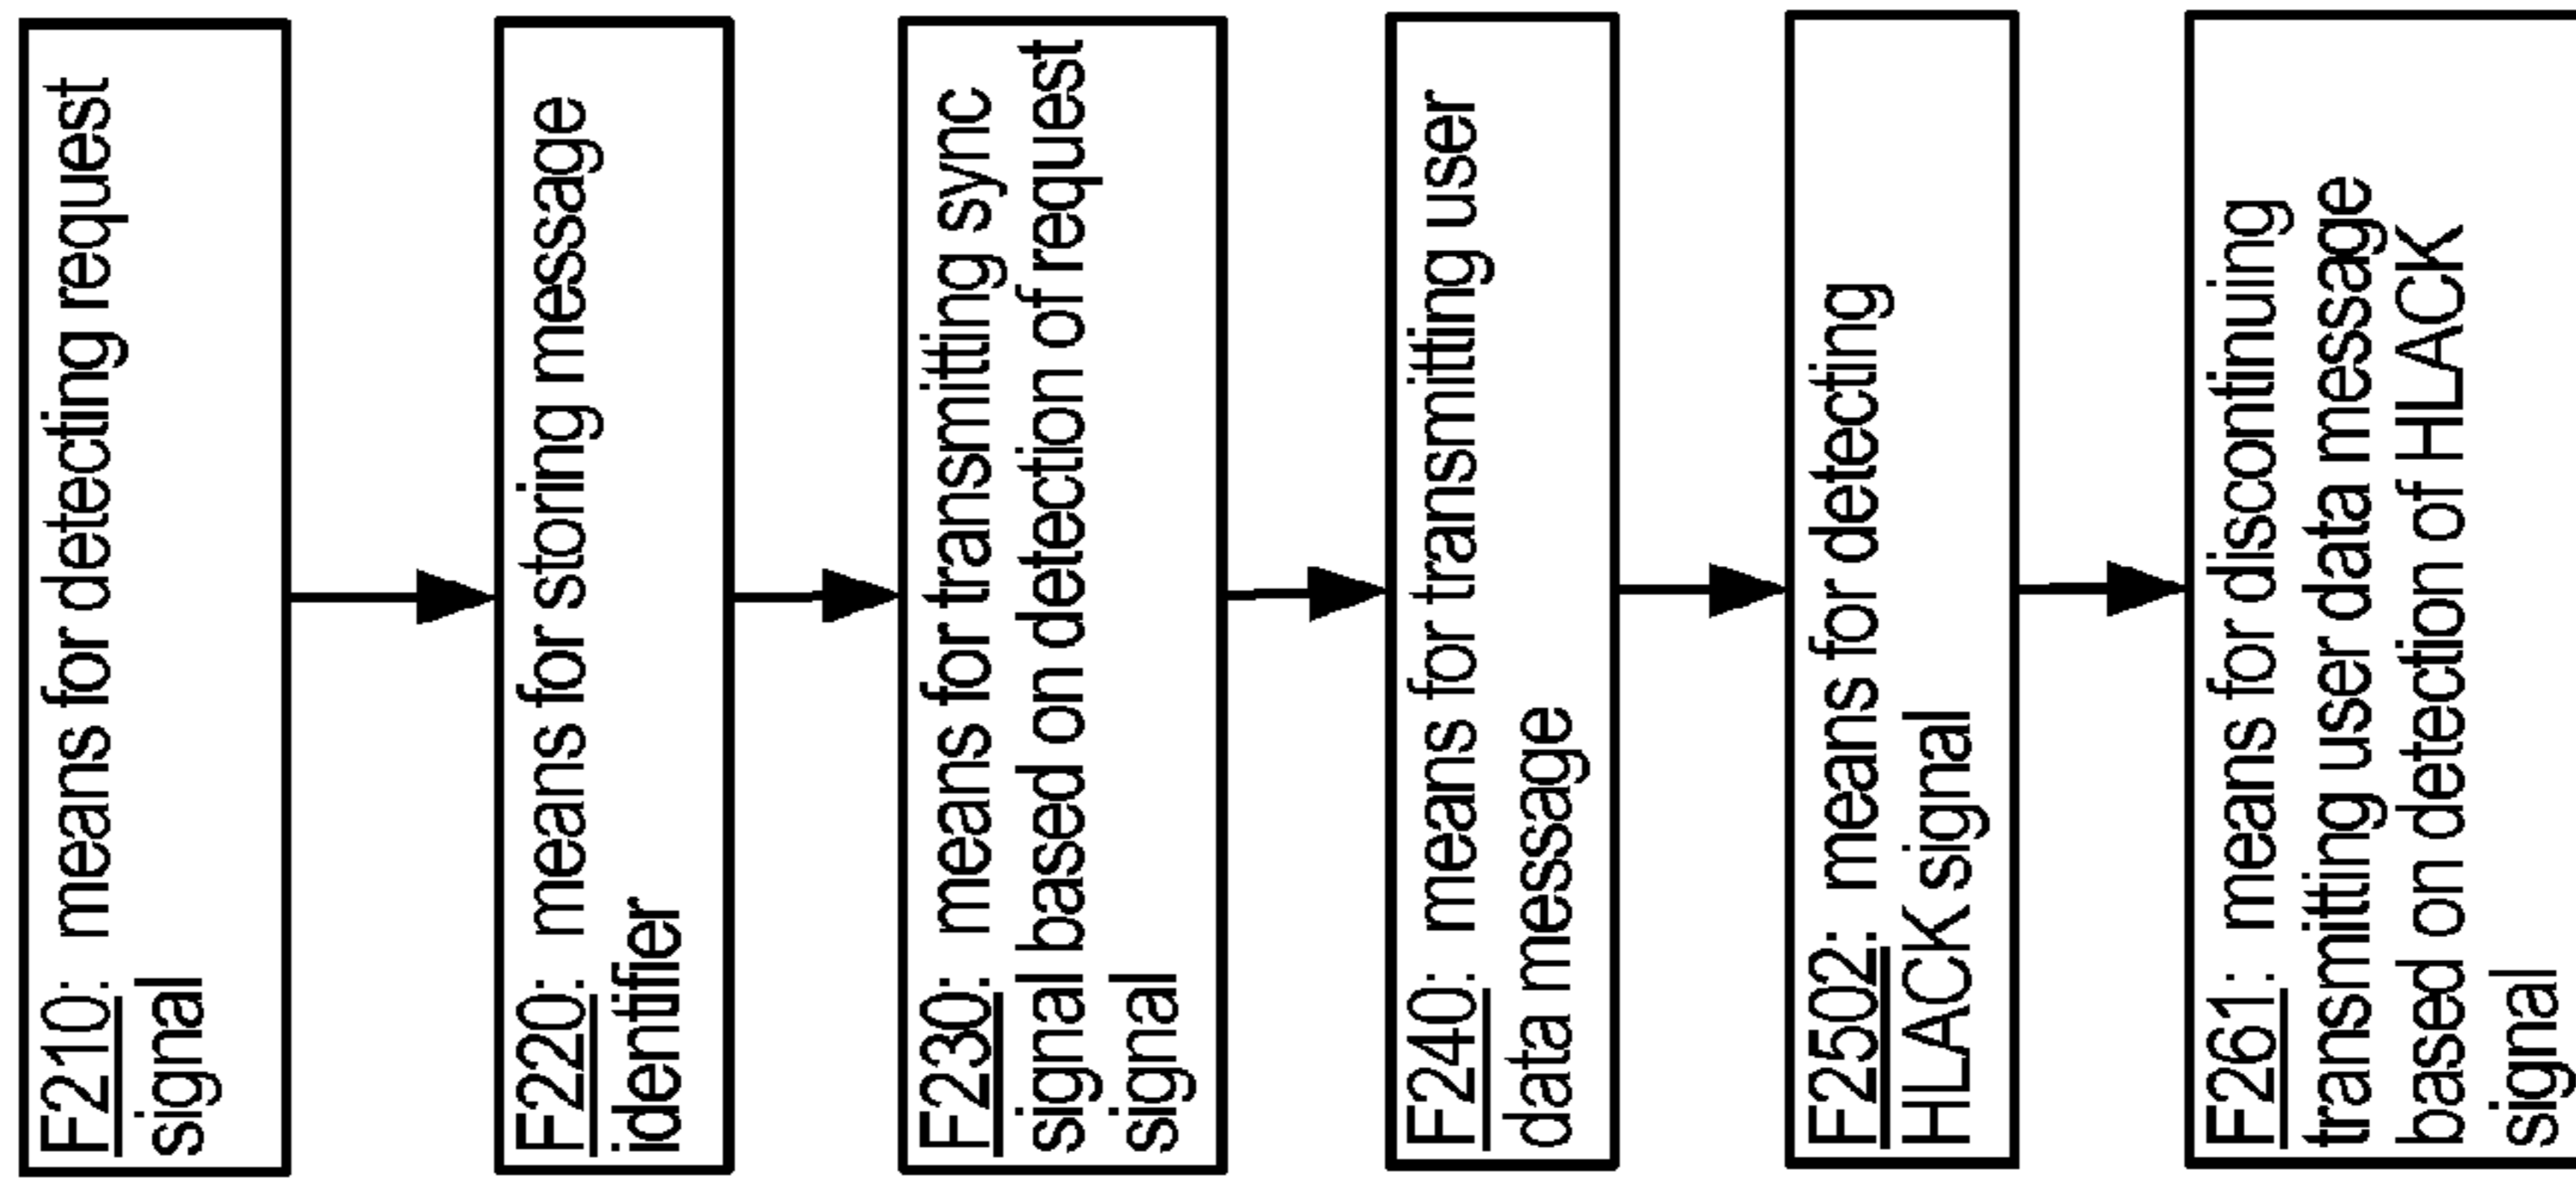 F210: means for detecting request
signal
F220: means for storing message
identifier
F230: means for transmitting sync
signal based on detection of request
signal
F240: means for transmitting user
data message
F2502: means for detecting
HLACK signal
F261: means for discontinuing
transmitting user data message
based on detection of HLACK
signal